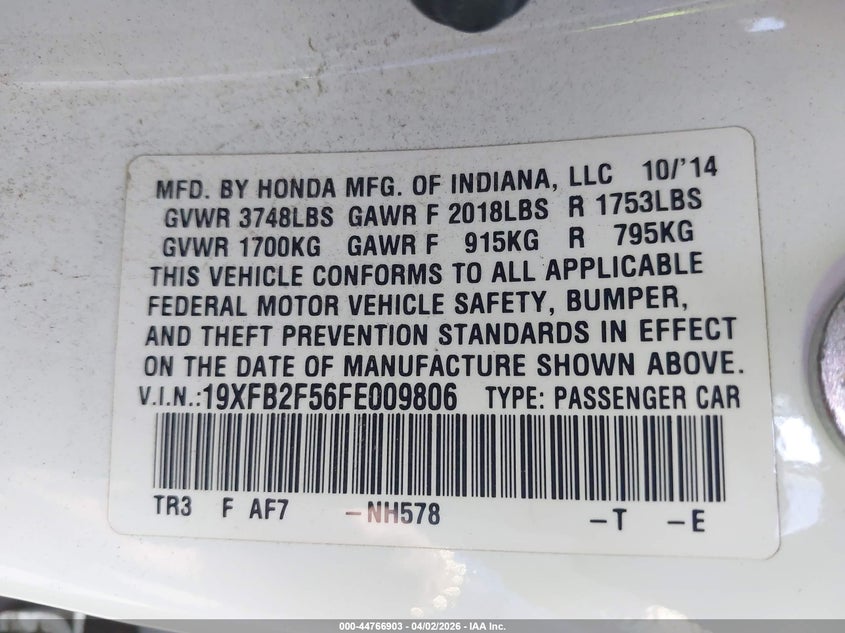 MFD. BY HONDA MFG. OF INDIANA, LLC 10/'14
GVWR 3748LBS GAWR F 2018LBS R 1753LBS
GVWR 1700KG GAWR F 915KG R 795KG
THIS VEHICLE CONFORMS TO ALL APPLICABLE
FEDERAL MOTOR VEHICLE SAFETY, BUMPER,
AND THEFT PREVENTION STANDARDS IN EFFECT
ON THE DATE OF MANUFACTURE SHOWN ABOVE.
V.I.N.:19XFB2F56FE009806 TYPE: PASSENGER CAR
TR3 F AF7 -NH578 -T -E
000-44766903 | 04/02/2026 | IAA Inc.